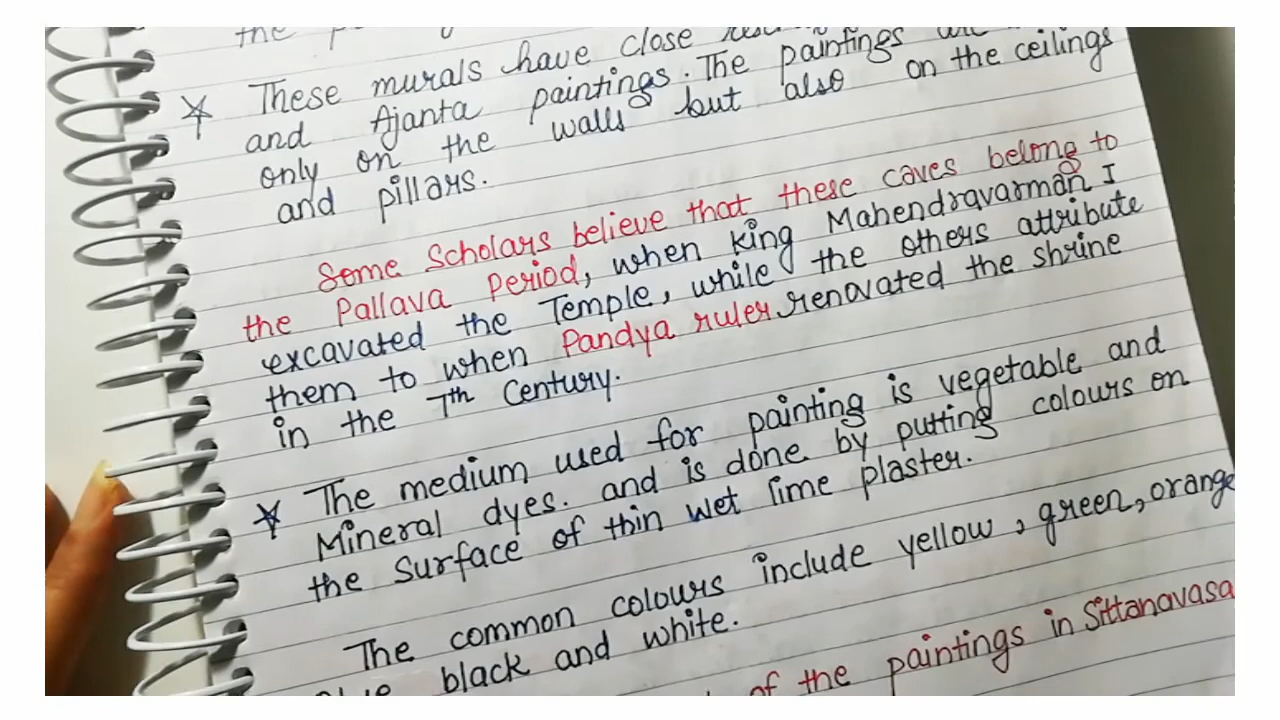 the
These murals have close
and Ajanta paintings. The paintings
only on the walls but also on the ceilings
and pillars.
Some Scholars believe that these caves belong to
the Pallava Period, when king Mahendravarman I
excavated the Temple, while the others attribute
them to when Pandya ruler renovated the shrine
in the 7th Century.
The medium used for painting is vegetable and
Mineral dyes. and is done by putting colours on
the Surface of thin wet lime plaster.
The common colours include yellow, green, orange
black and white.
of the paintings in Sittanavasa